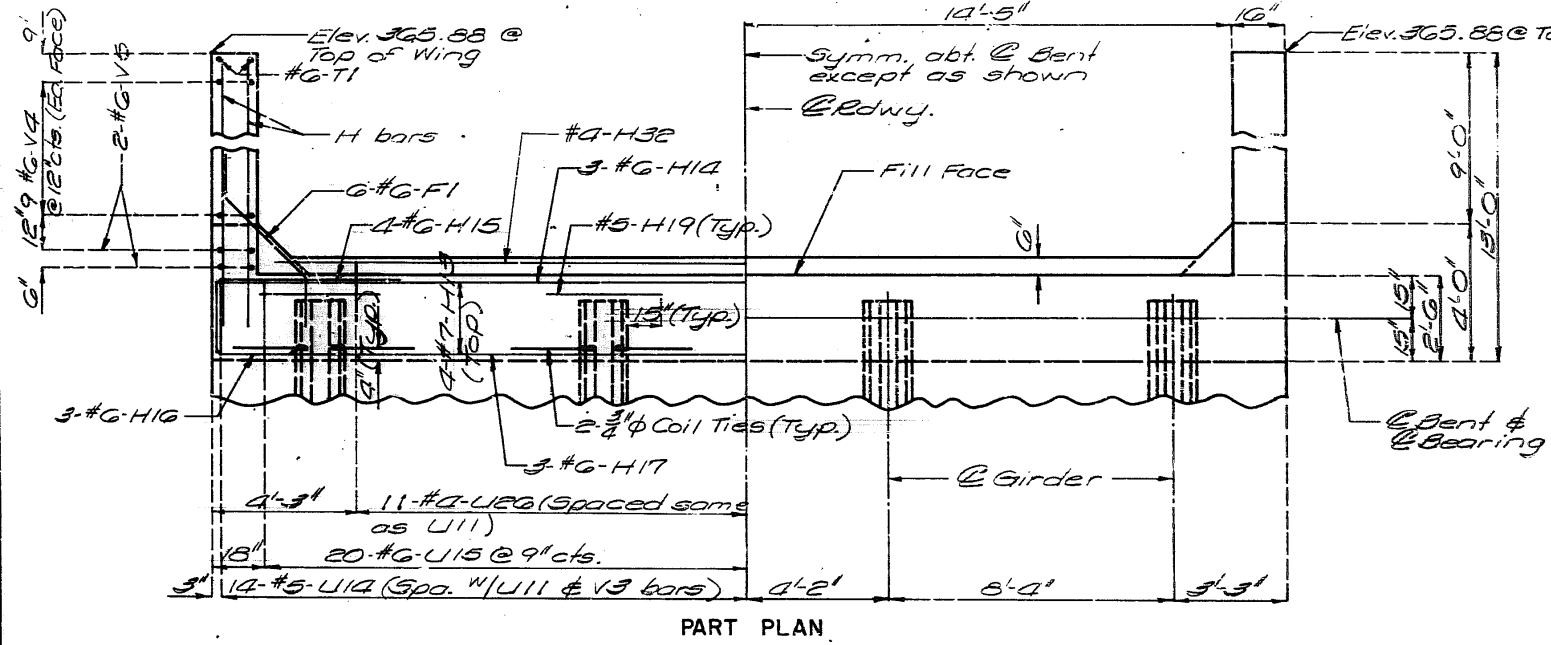 Elev. 365.88 @
Top of Wing
#6-T1
H bars
#4-H32
3-#6-H14
6-#6-F1
4-#6-H15
#5-H19 (Typ.)
9"
9 #6-V4
@ 12" cts. (Ea. Face)
2-#6-V5
12"
6"
14'-5"
16"
Symm. abt. ℄ Bent
except as shown
℄ Rdwy.
Elev. 365.88 @ To
Fill Face
6"
9'-0"
13'-0"
4'-0"
15"
15"
2'-6"
15" (Typ.)
4" (Typ.)
4-#7-H13
(Top)
3-#6-H16
2-3/4" φ Coil Ties (Typ.)
3-#6-H17
℄ Bent &
℄ Bearing
℄ Girder
4'-3"
11-#4-U26 (Spaced same
as U11)
18"
20-#6-U15 @ 9" cts.
3"
14-#5-U14 (Spa. w/U11 & V3 bars)
4'-2"
8'-4"
3'-3"
PART PLAN